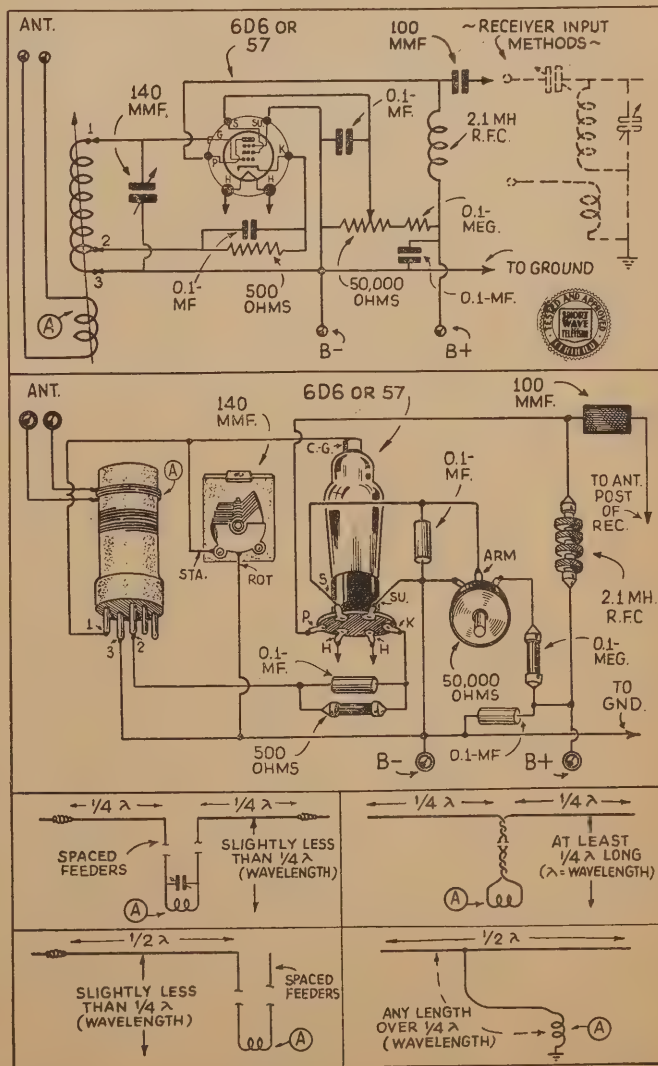 ANT.
6D6 OR
57
100
MMF
~RECEIVER INPUT
METHODS~
140
MMF.
0.1-
MF.
2.1 MH
R.F.C.
1
G
S
SU
P
K
H
H
2
3
0.1-
MF
500
OHMS
50,000
OHMS
0.1-
MEG.
0.1-MF.
TO GROUND
A
B-
B+
TESTED AND APPROVED
SHORT
WAVE
TELEVISION
ANT.
140
MMF.
6D6 OR 57
100
MMF.
A
C.-G.
0.1-
MF.
TO ANT.
POST
OF
REC.
STA.
ROT
ARM
S
SU.
P
K
H
H
2.1 MH.
R.F.C
1
3
2
0.1-
MF.
50,000
OHMS
0.1-
MEG.
500
OHMS
0.1-MF
TO
GND.
B-
B+
1/4 λ
1/4 λ
SPACED
FEEDERS
SLIGHTLY LESS
THAN 1/4 λ
(WAVELENGTH)
A
1/4 λ
1/4 λ
AT LEAST
1/4 λ LONG
(λ=WAVELENGTH)
A
1/2 λ
SLIGHTLY LESS
THAN 1/4 λ
(WAVELENGTH)
SPACED
FEEDERS
A
1/2 λ
ANY LENGTH
OVER 1/4 λ
(WAVELENGTH)
A